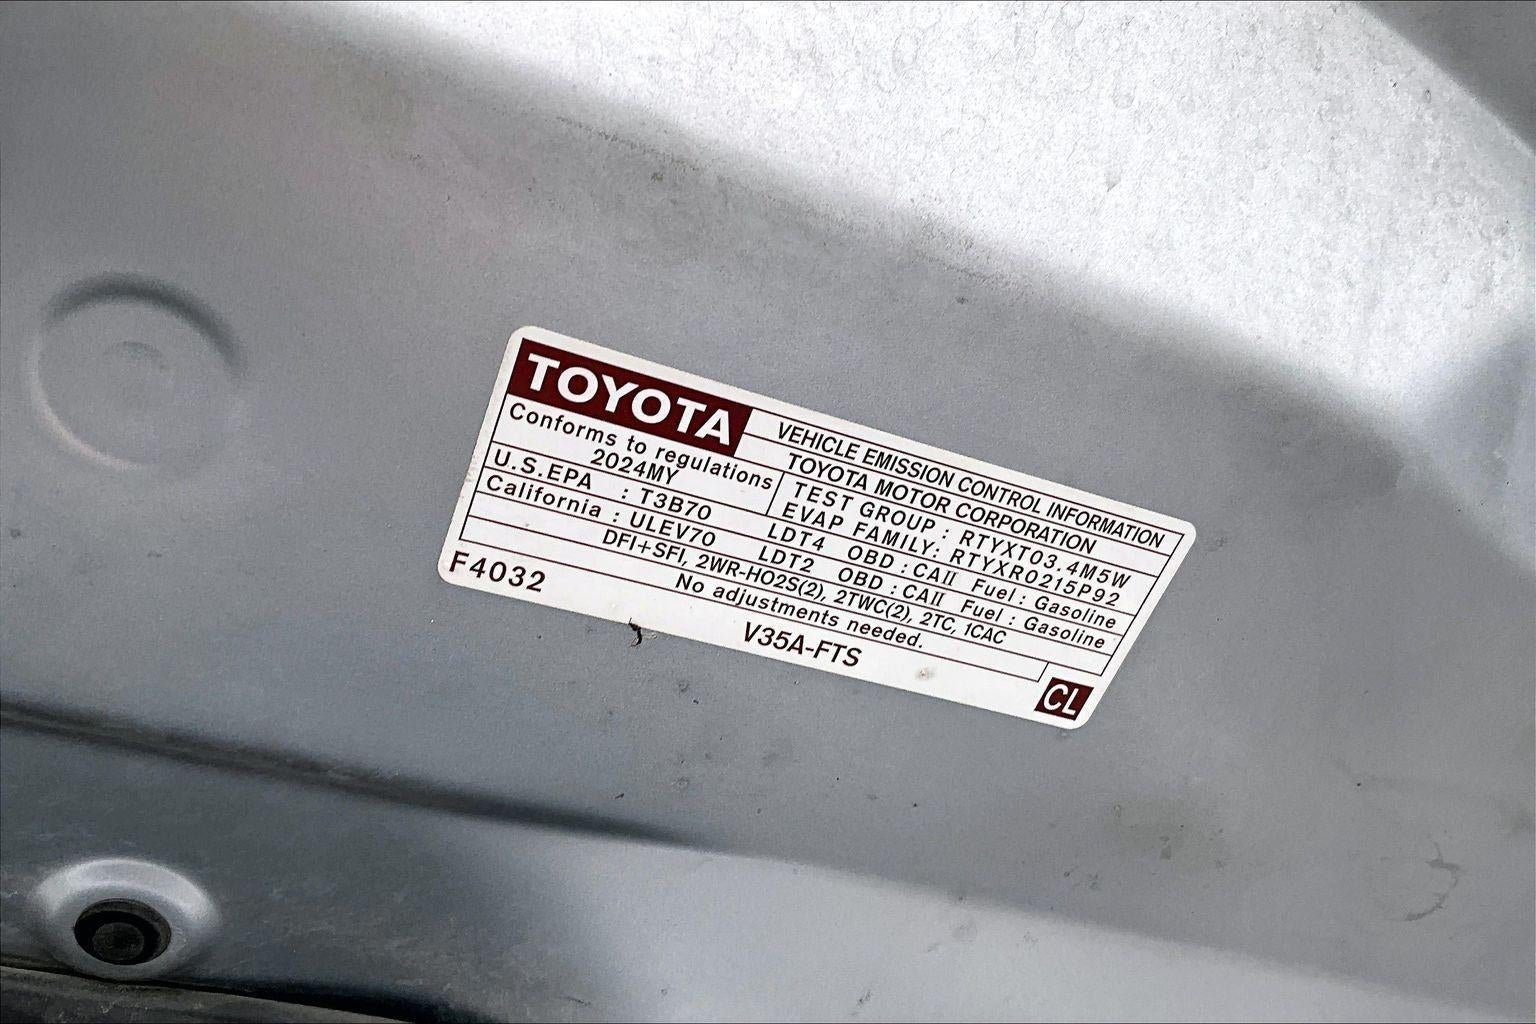 TOYOTA
VEHICLE EMISSION CONTROL INFORMATION
TOYOTA MOTOR CORPORATION
Conforms to regulations
2024MY
TEST GROUP : RTYXT03.4M5W
EVAP FAMILY: RTYXR0215P92
U.S.EPA : T3B70 LDT4 OBD : CAII Fuel : Gasoline
California : ULEV70 LDT2 OBD : CAII Fuel : Gasoline
DFI+SFI, 2WR-HO2S(2), 2TWC(2), 2TC, 1CAC
No adjustments needed.
F4032 V35A-FTS CL